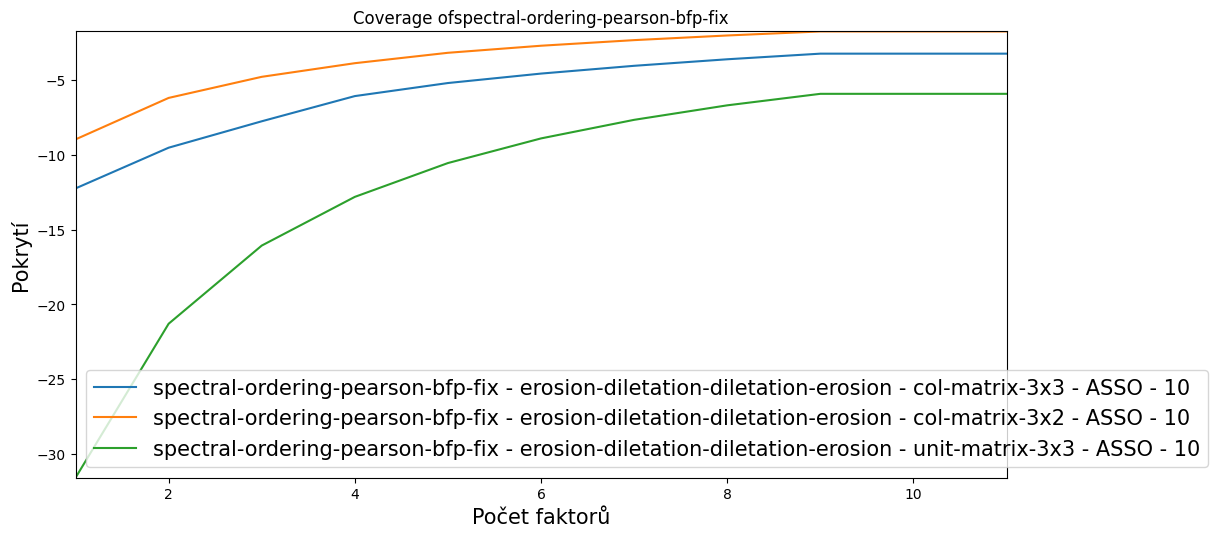 Coverage ofspectral-ordering-pearson-bfp-fix
Pokrytí
−5
−10
−15
−20
−25
−30
spectral-ordering-pearson-bfp-fix - erosion-diletation-diletation-erosion - col-matrix-3x3 - ASSO - 10
spectral-ordering-pearson-bfp-fix - erosion-diletation-diletation-erosion - col-matrix-3x2 - ASSO - 10
spectral-ordering-pearson-bfp-fix - erosion-diletation-diletation-erosion - unit-matrix-3x3 - ASSO - 10
2 4 6 8 10
Počet faktorů